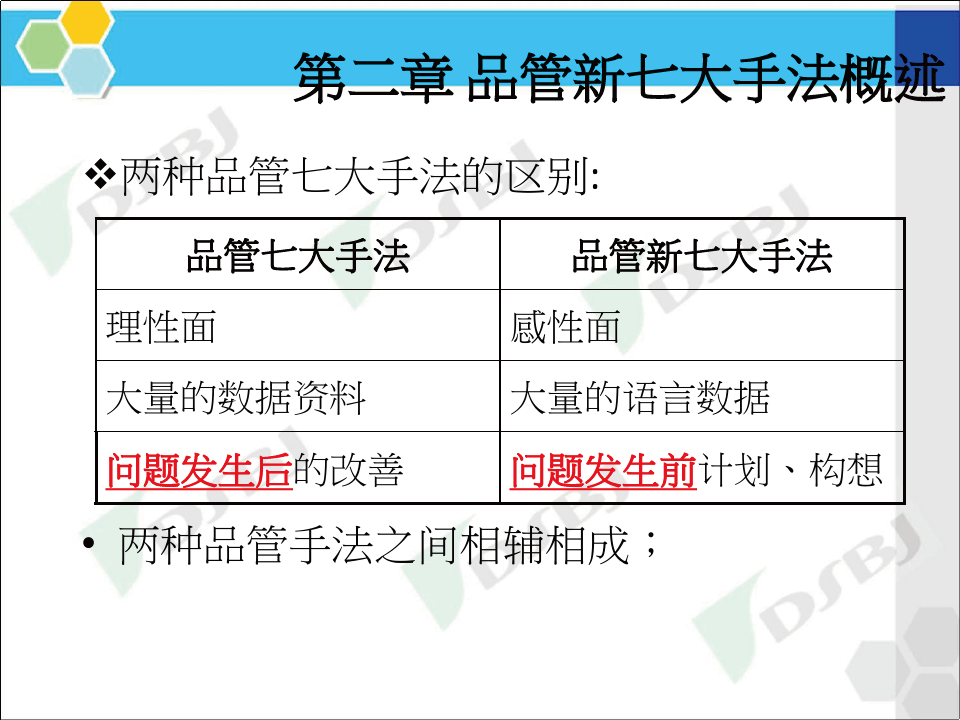 第二章 品管新七大手法概述
❖两种品管七大手法的区别:
品管七大手法 品管新七大手法
理性面 感性面
大量的数据资料 大量的语言数据
问题发生后的改善 问题发生前计划、构想
• 两种品管手法之间相辅相成；
DSBJ
DSBJ
DSBJ
DSBJ
DSBJ
DSBJ